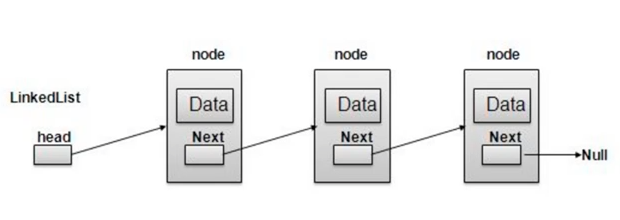 node node node
LinkedList
Data Data Data
head Next Next Next
Null